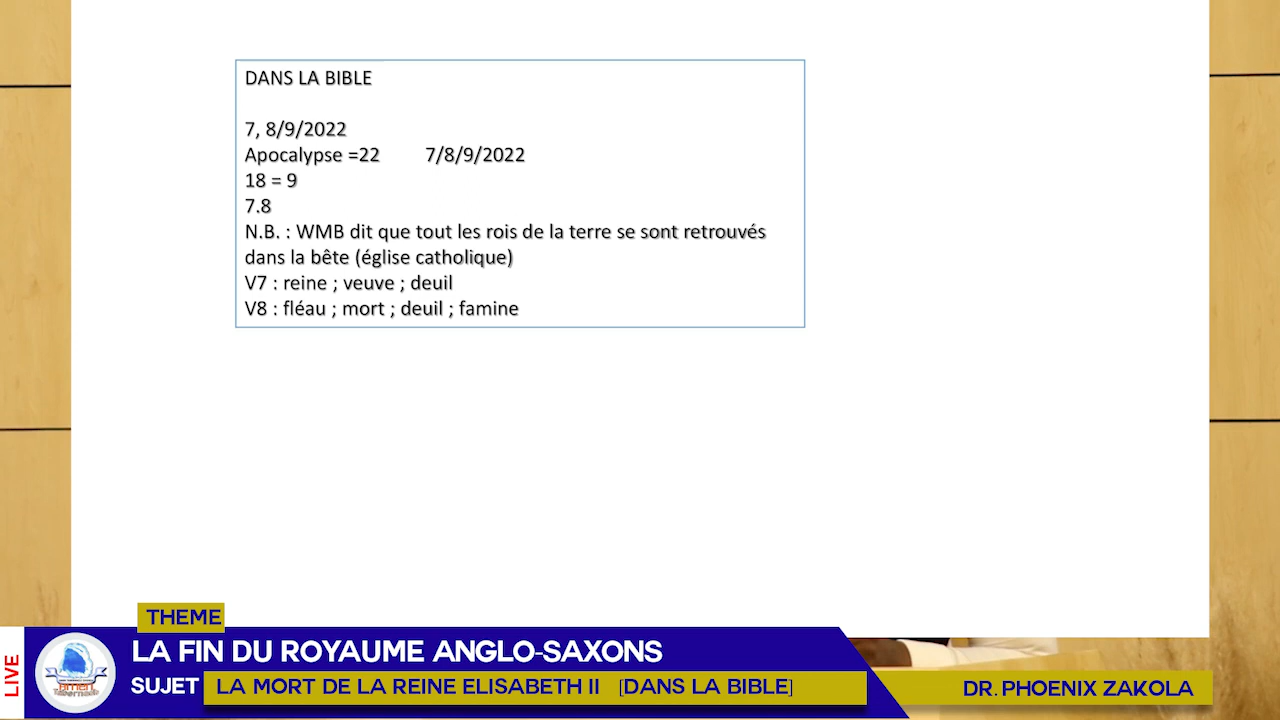 DANS LA BIBLE
7, 8/9/2022
Apocalypse =22 7/8/9/2022
18 = 9
7.8
N.B. : WMB dit que tout les rois de la terre se sont retrouvés
dans la bête (église catholique)
V7 : reine ; veuve ; deuil
V8 : fléau ; mort ; deuil ; famine
THEME
LA FIN DU ROYAUME ANGLO-SAXONS
SUJET LA MORT DE LA REINE ELISABETH II [DANS LA BIBLE]
DR. PHOENIX ZAKOLA
LIVE